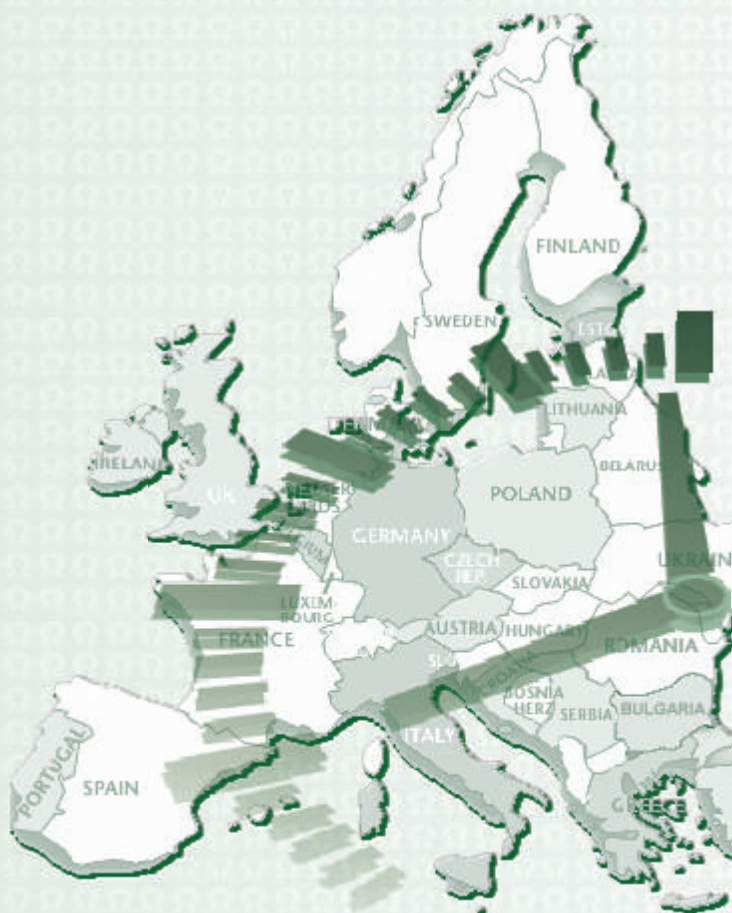 FINLAND
SWEDEN
LITHUANIA
IRELAND
UK
BELARUS
POLAND
GERMANY
UKRAIN
CZECH
REP.
SLOVAKIA
LUXEM-
BOURG
FRANCE
AUSTRIA
HUNGARY
ROMANIA
CROATIA
BOSNIA
HERZ
SERBIA
BULGARIA
ITALY
PORTUGAL
SPAIN
GREECE